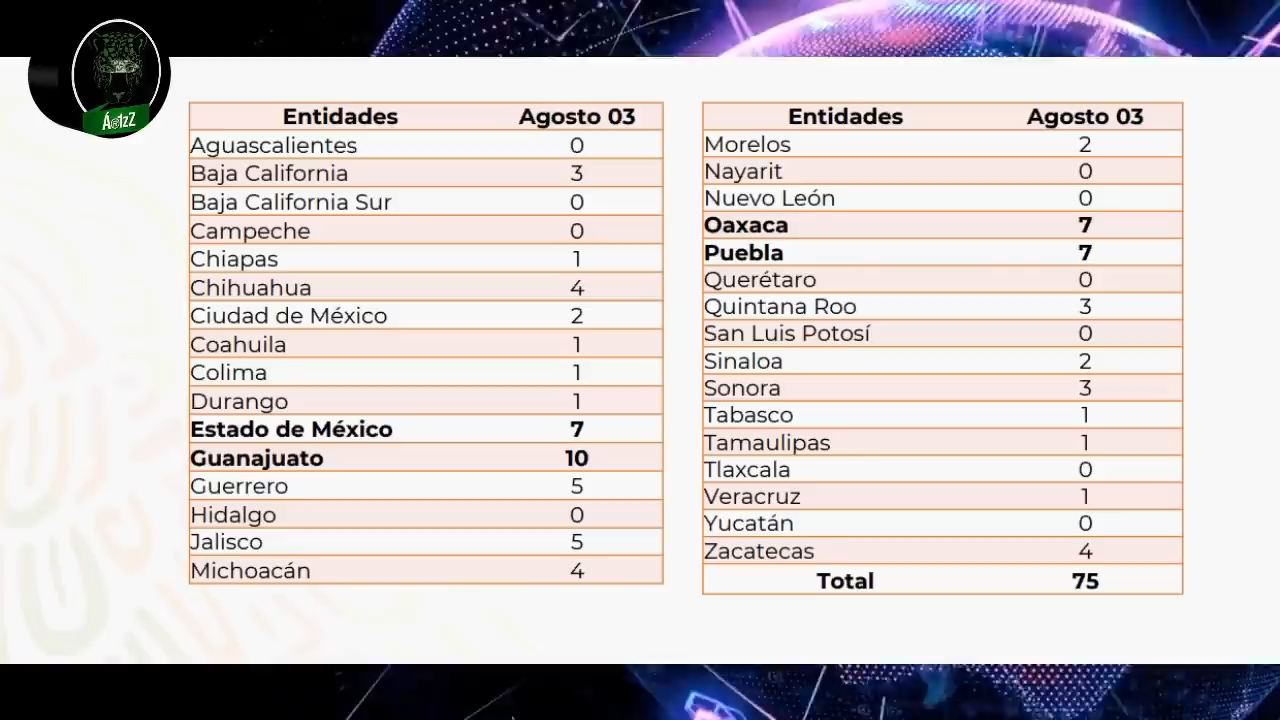 Á@1zZ
Entidades Agosto 03
Aguascalientes 0
Baja California 3
Baja California Sur 0
Campeche 0
Chiapas 1
Chihuahua 4
Ciudad de México 2
Coahuila 1
Colima 1
Durango 1
Estado de México 7
Guanajuato 10
Guerrero 5
Hidalgo 0
Jalisco 5
Michoacán 4
Entidades Agosto 03
Morelos 2
Nayarit 0
Nuevo León 0
Oaxaca 7
Puebla 7
Querétaro 0
Quintana Roo 3
San Luis Potosí 0
Sinaloa 2
Sonora 3
Tabasco 1
Tamaulipas 1
Tlaxcala 0
Veracruz 1
Yucatán 0
Zacatecas 4
Total 75